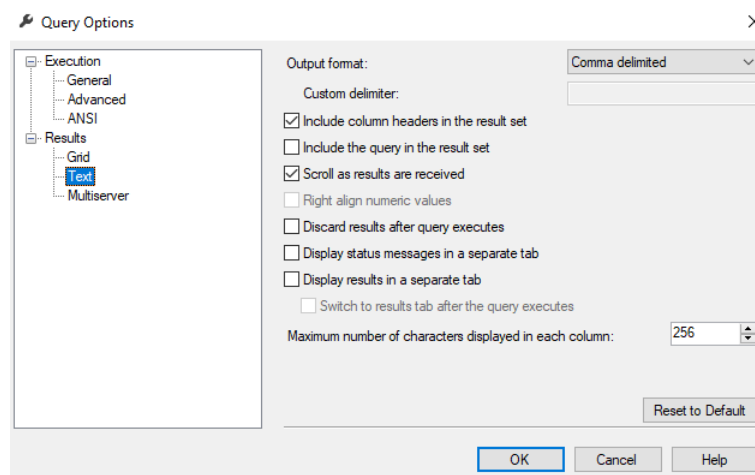 Query Options
Execution
General
Advanced
ANSI
Results
Grid
Text
Multiserver
Output format: Comma delimited
Custom delimiter:
Include column headers in the result set
Include the query in the result set
Scroll as results are received
Right align numeric values
Discard results after query executes
Display status messages in a separate tab
Display results in a separate tab
Switch to results tab after the query executes
Maximum number of characters displayed in each column: 256
Reset to Default
OK Cancel Help